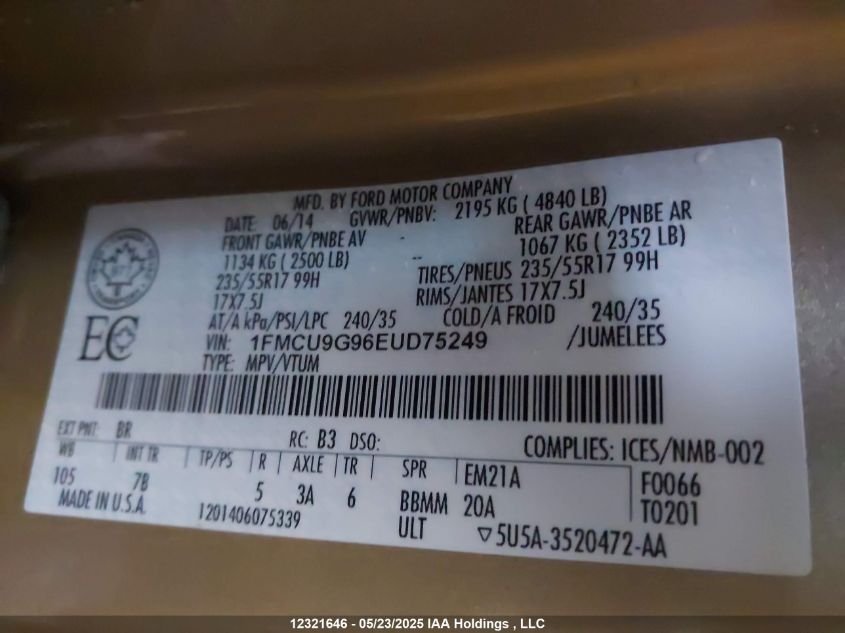 MFD. BY FORD MOTOR COMPANY
DATE: 06/14 GVWR/PNBV: 2195 KG ( 4840 LB)
FRONT GAWR/PNBE AV - REAR GAWR/PNBE AR
1134 KG ( 2500 LB) -- 1067 KG ( 2352 LB)
235/55R17 99H TIRES/PNEUS 235/55R17 99H
17X7.5J RIMS/JANTES 17X7.5J
AT/A kPa/PSI/LPC 240/35 COLD/A FROID 240/35
VIN: 1FMCU9G96EUD75249 /JUMELEES
TYPE: MPV/VTUM
EC
EXT PNT: BR RC: B3 DSO: COMPLIES: ICES/NMB-002
WB INT TR TP/PS R AXLE TR SPR EM21A F0066
105 7B 5 3A 6 BBMM 20A T0201
MADE IN U.S.A. 1201406075339 ULT ▽5U5A-3520472-AA
12321646 - 05/23/2025 IAA Holdings , LLC